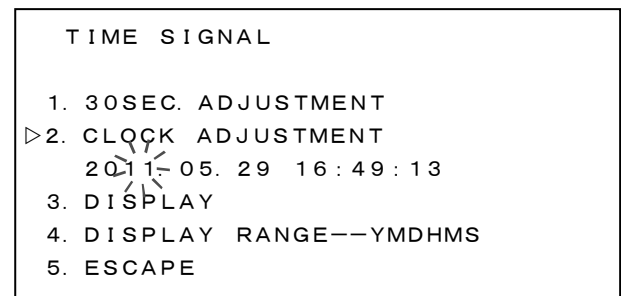 TIME SIGNAL
1. 30SEC. ADJUSTMENT
▷2. CLOCK ADJUSTMENT
2011. 05. 29 16:49:13
3. DISPLAY
4. DISPLAY RANGE——YMDHMS
5. ESCAPE